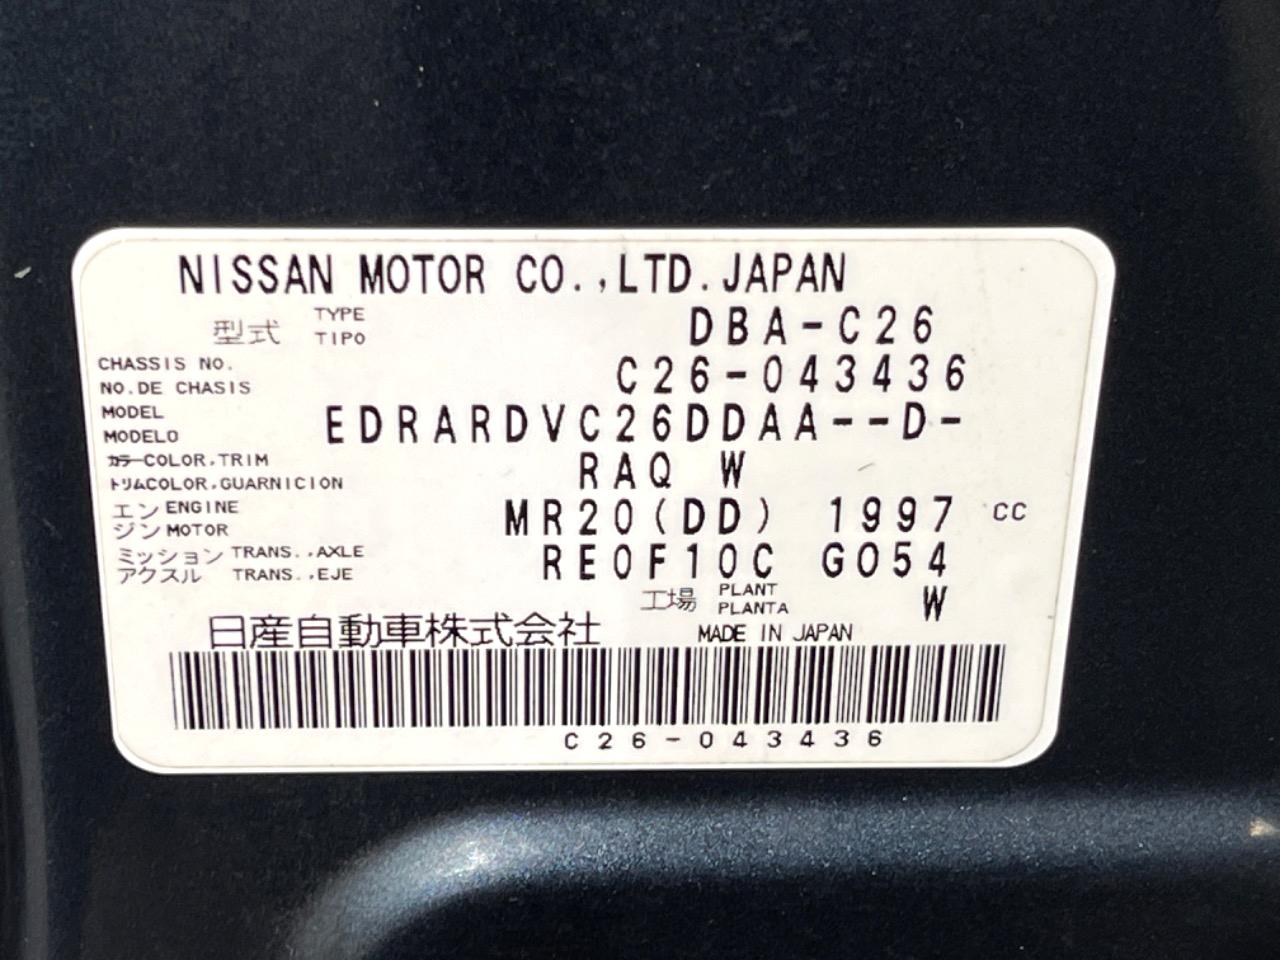 NISSAN MOTOR CO.,LTD.JAPAN
型式 TYPE TIPO DBA-C26
CHASSIS NO.
NO.DE CHASIS C26-043436
MODEL
MODELO EDRARDVC26DDAA--D-
カラーCOLOR,TRIM
トリムCOLOR,GUARNICION RAQ W
エンジン ENGINE
MOTOR MR20(DD) 1997 CC
ミッション TRANS.,AXLE
アクスル TRANS.,EJE RE0F10C G054
工場 PLANT PLANTA W
日産自動車株式会社 MADE IN JAPAN
C26-043436